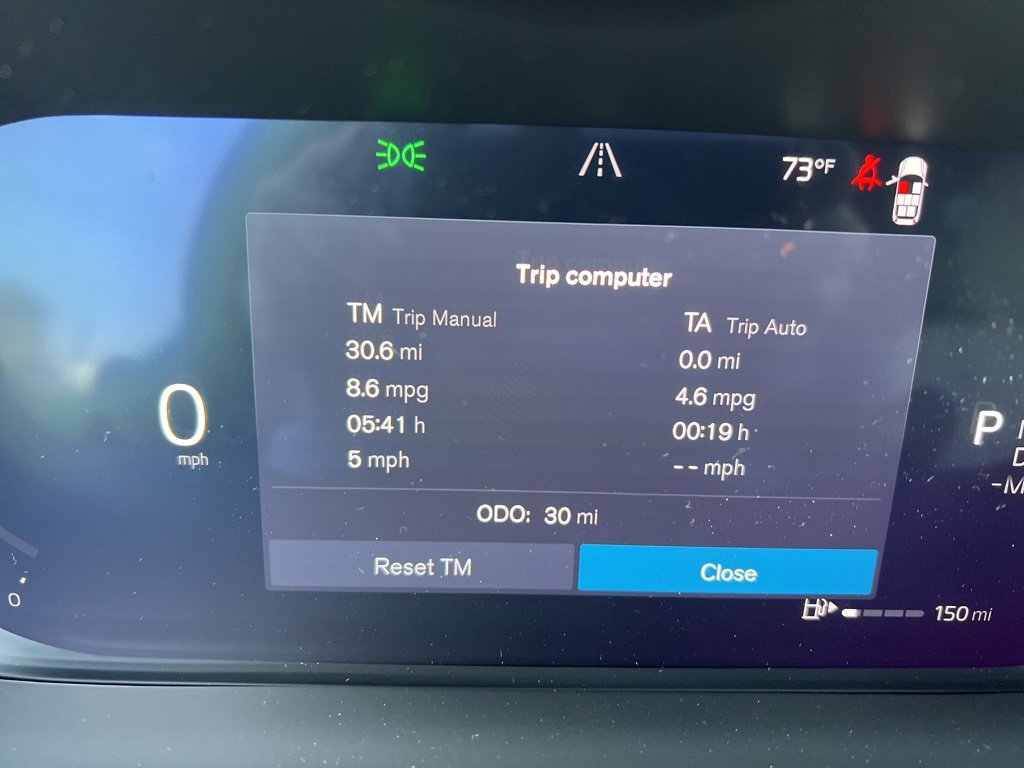 73°F
Trip computer
TM Trip Manual
30.6 mi
8.6 mpg
05:41 h
5 mph
TA Trip Auto
0.0 mi
4.6 mpg
00:19 h
-- mph
ODO: 30 mi
Reset TM
Close
0
mph
P
0
150 mi